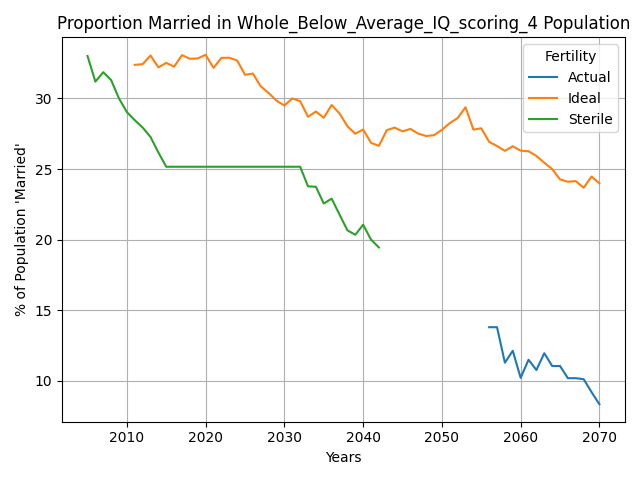 Proportion Married in Whole_Below_Average_IQ_scoring_4 Population
Fertility
Actual
Ideal
Sterile
% of Population 'Married'
30
25
20
15
10
2010 2020 2030 2040 2050 2060 2070
Years